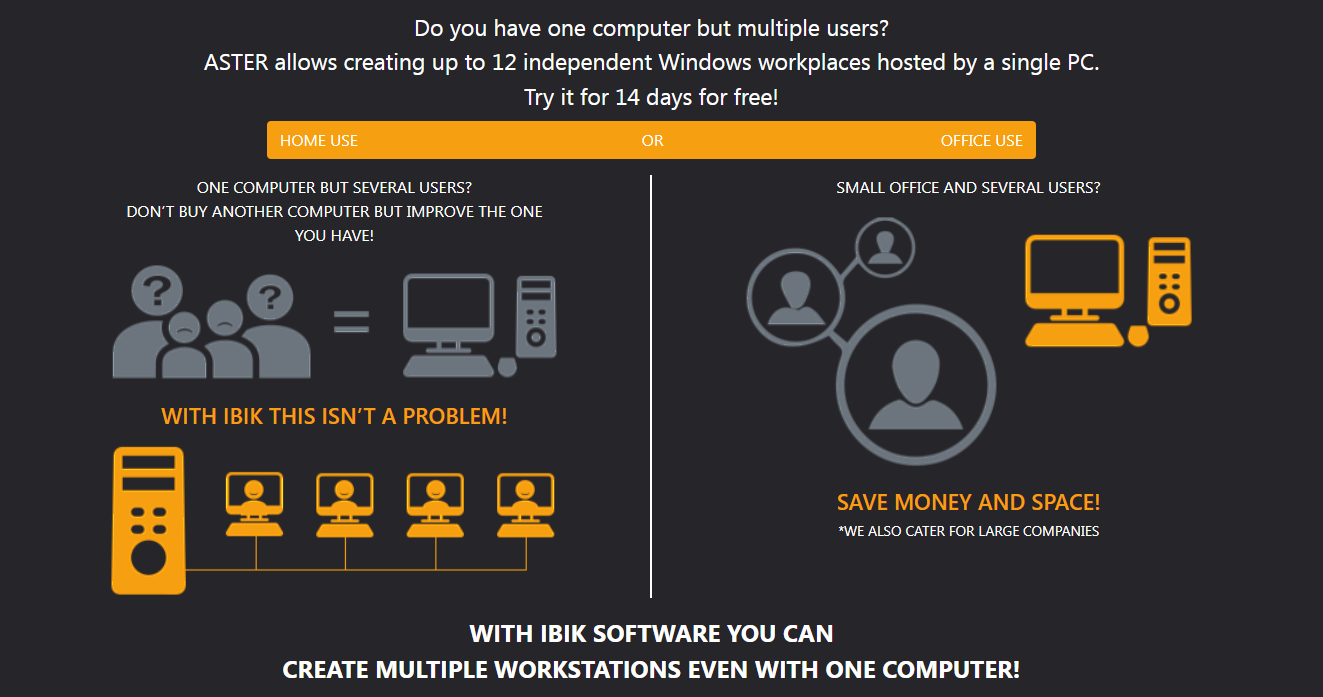 Do you have one computer but multiple users?
ASTER allows creating up to 12 independent Windows workplaces hosted by a single PC.
Try it for 14 days for free!
HOME USE OR OFFICE USE
ONE COMPUTER BUT SEVERAL USERS?
DON´T BUY ANOTHER COMPUTER BUT IMPROVE THE ONE
YOU HAVE!
? ?
=
WITH IBIK THIS ISN´T A PROBLEM!
SMALL OFFICE AND SEVERAL USERS?
SAVE MONEY AND SPACE!
*WE ALSO CATER FOR LARGE COMPANIES
WITH IBIK SOFTWARE YOU CAN
CREATE MULTIPLE WORKSTATIONS EVEN WITH ONE COMPUTER!